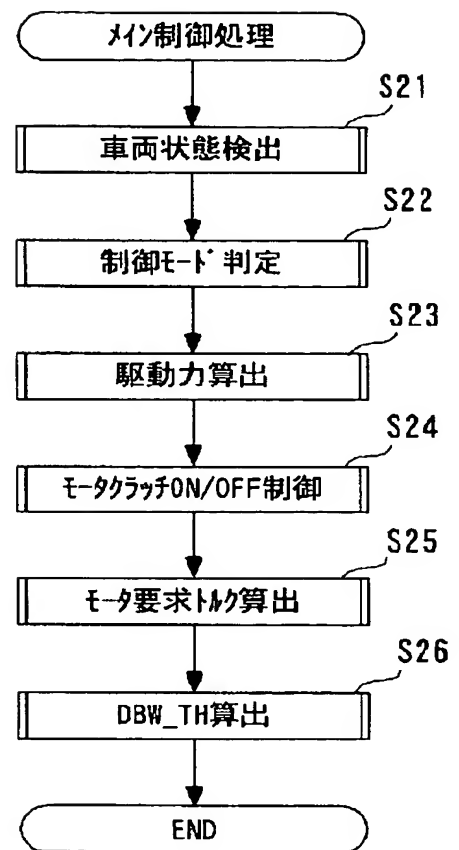 ﾒｲﾝ制御処理
S21
車両状態検出
S22
制御ﾓｰﾄﾞ判定
S23
駆動力算出
S24
ﾓｰﾀｸﾗｯﾁON/OFF制御
S25
ﾓｰﾀ要求ﾄﾙｸ算出
S26
DBW_TH算出
END